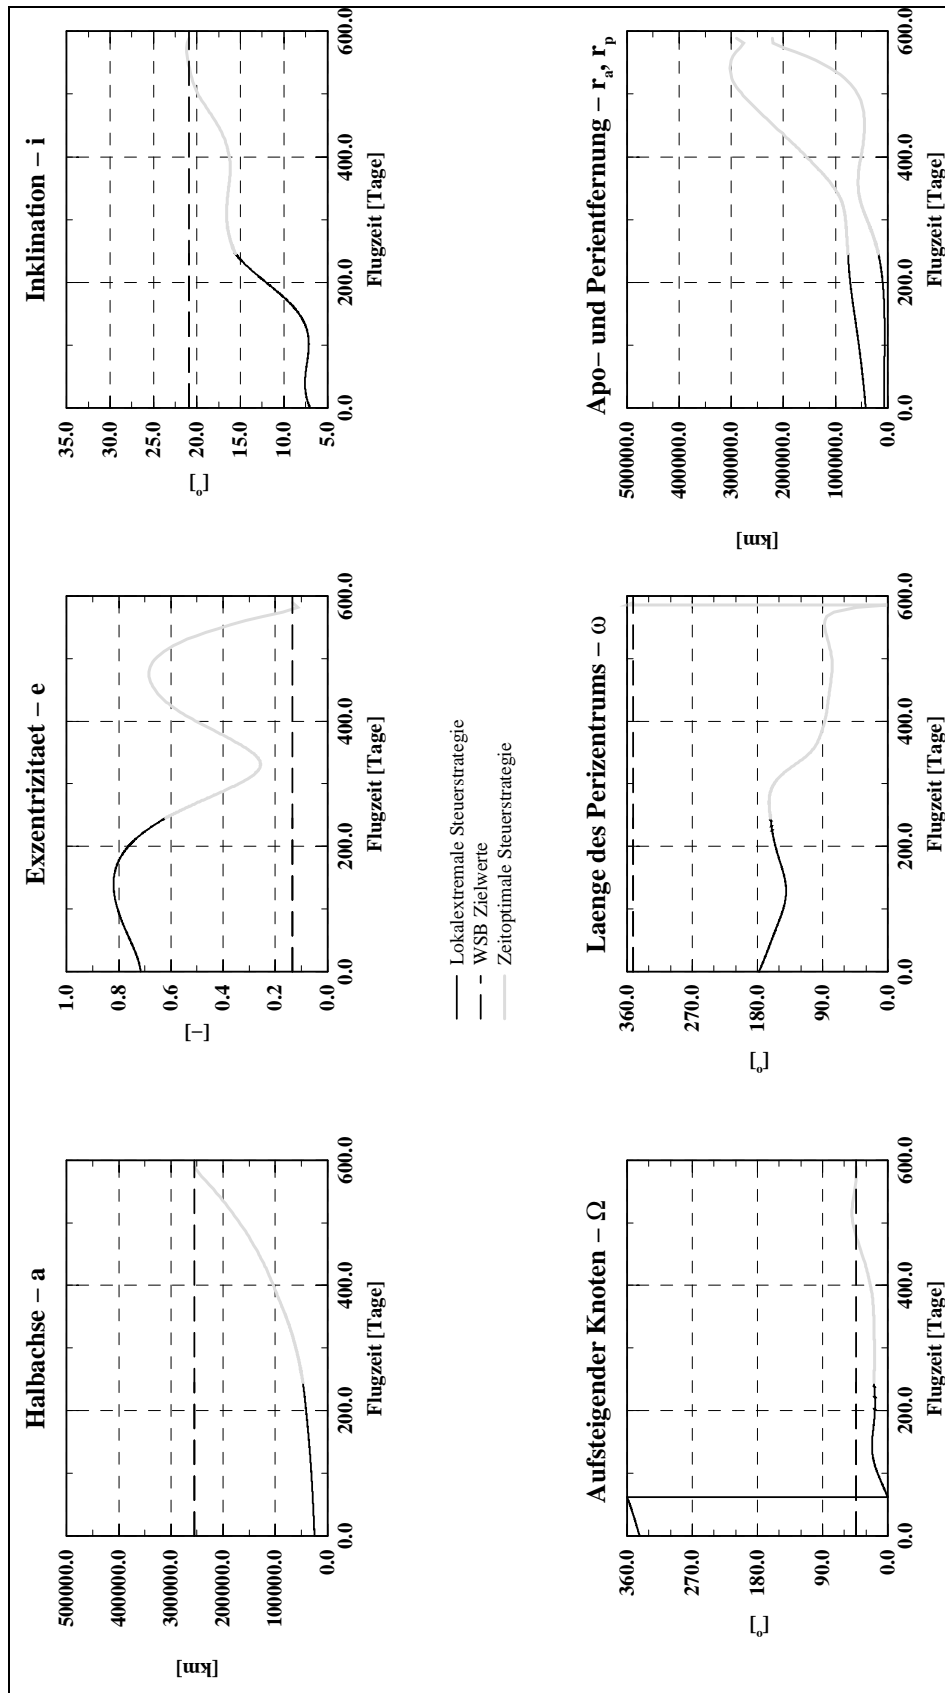 Halbachse – a
500000.0
400000.0
300000.0
200000.0
100000.0
0.0
[km]
0.0 200.0 400.0 600.0
Flugzeit [Tage]
Exzentrizitaet – e
1.0
0.8
0.6
0.4
0.2
0.0
[–]
0.0 200.0 400.0 600.0
Flugzeit [Tage]
Inklination – i
35.0
30.0
25.0
20.0
15.0
10.0
5.0
[°]
0.0 200.0 400.0 600.0
Flugzeit [Tage]
Lokalextremale Steuerstrategie
WSB Zielwerte
Zeitoptimale Steuerstrategie
Aufsteigender Knoten – Ω
360.0
270.0
180.0
90.0
0.0
[°]
0.0 200.0 400.0 600.0
Flugzeit [Tage]
Laenge des Perizentrums – ω
360.0
270.0
180.0
90.0
0.0
[°]
0.0 200.0 400.0 600.0
Flugzeit [Tage]
Apo– und Perientfernung – rₐ, rₚ
500000.0
400000.0
300000.0
200000.0
100000.0
0.0
[km]
0.0 200.0 400.0 600.0
Flugzeit [Tage]